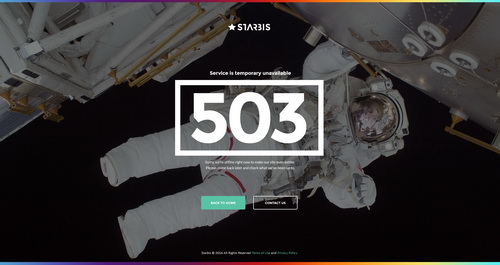 STARBIS
Service is temporary unavailable
503
Sorry, we're offline right now to make our site even better.
Please, come back later and check what we've been up to.
BACK TO HOME
CONTACT US
Starbis © 2016 All Rights Reserved Terms of Use and Privacy Policy